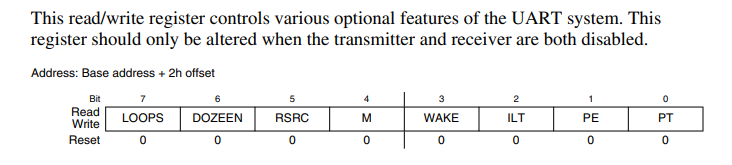 This read/write register controls various optional features of the UART system. This
register should only be altered when the transmitter and receiver are both disabled.
Address: Base address + 2h offset
Bit 7 6 5 4 3 2 1 0
Read
Write LOOPS DOZEEN RSRC M WAKE ILT PE PT
Reset 0 0 0 0 0 0 0 0